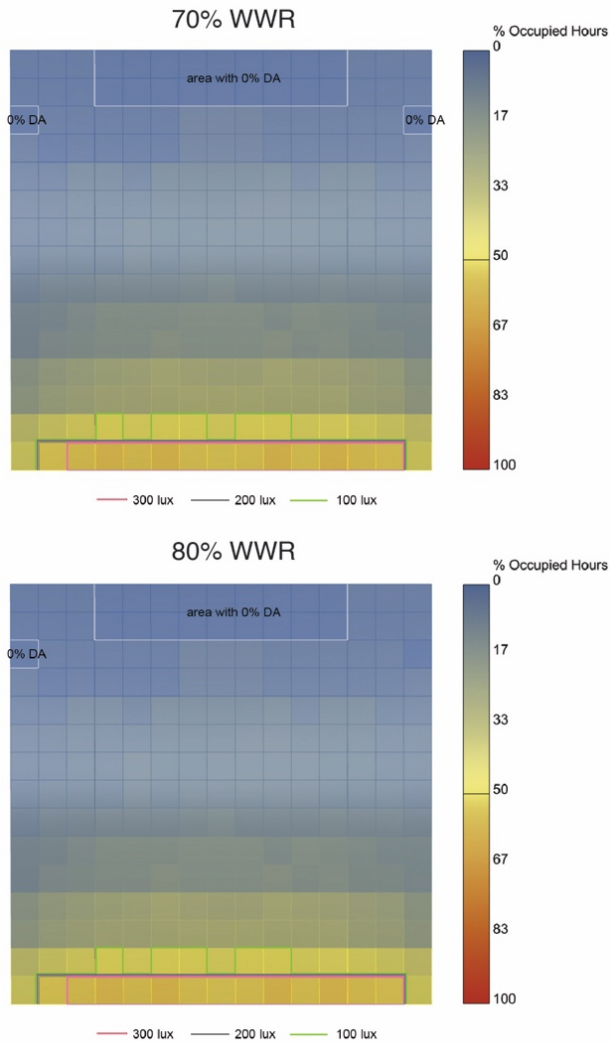 70% WWR
% Occupied Hours
0
area with 0% DA
17
0% DA
0% DA
33
50
67
83
100
300 lux
200 lux
100 lux
80% WWR
% Occupied Hours
0
area with 0% DA
17
0% DA
33
50
67
83
100
300 lux
200 lux
100 lux